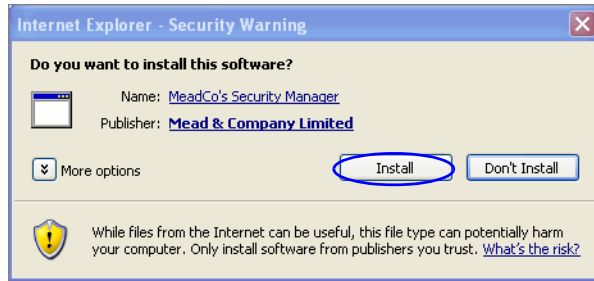 Internet Explorer - Security Warning
Do you want to install this software?
Name: MeadCo's Security Manager
Publisher: Mead & Company Limited
More options
Install
Don't Install
While files from the Internet can be useful, this file type can potentially harm
your computer. Only install software from publishers you trust. What's the risk?